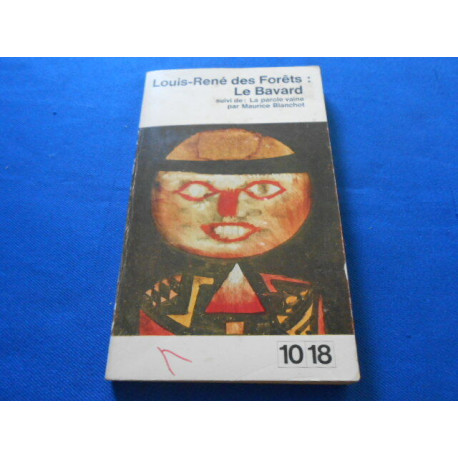 Louis-René des Forêts :
Le Bavard
suivi de : La parole vaine
par Maurice Blanchot
10 18